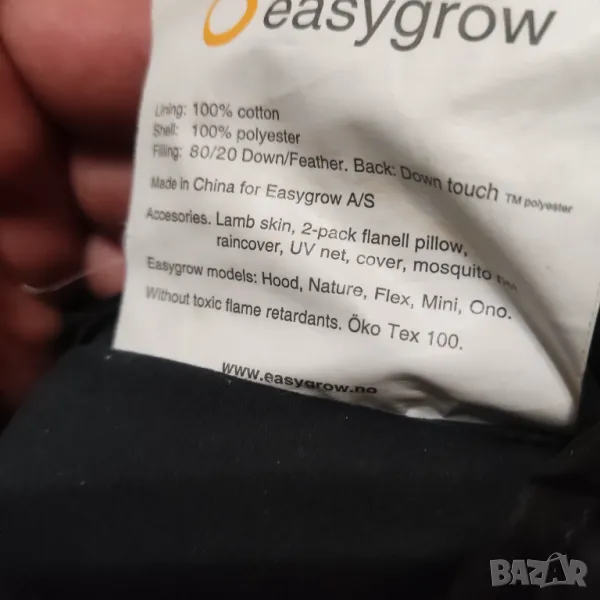 easygrow
Lining: 100% cotton
Shell: 100% polyester
Filling: 80/20 Down/Feather. Back: Down touch ™ polyester
Made in China for Easygrow A/S
Accesories. Lamb skin, 2-pack flanell pillow,
raincover, UV net, cover, mosquito
Easygrow models: Hood, Nature, Flex, Mini, Ono.
Without toxic flame retardants. Öko Tex 100.
www.easygrow.no
BAZAR